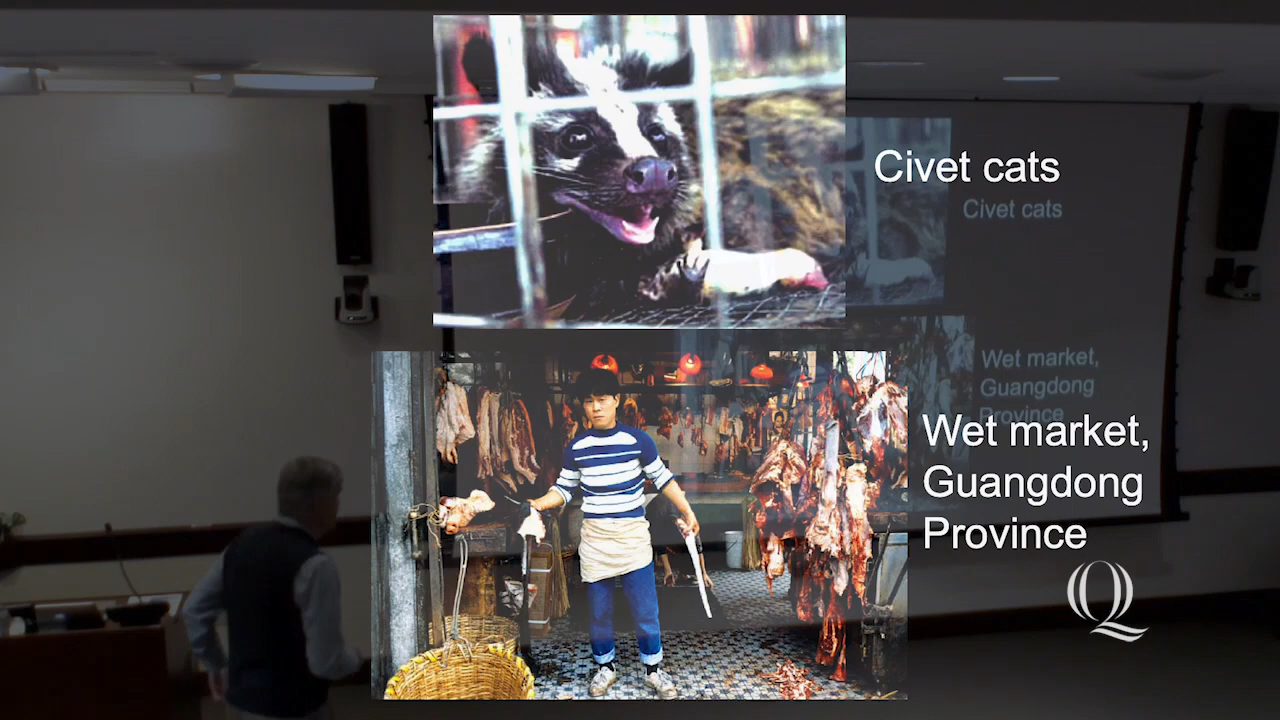 Civet cats
Civet cats
Wet market,
Guangdong
Province
Wet market,
Guangdong
Province
Q